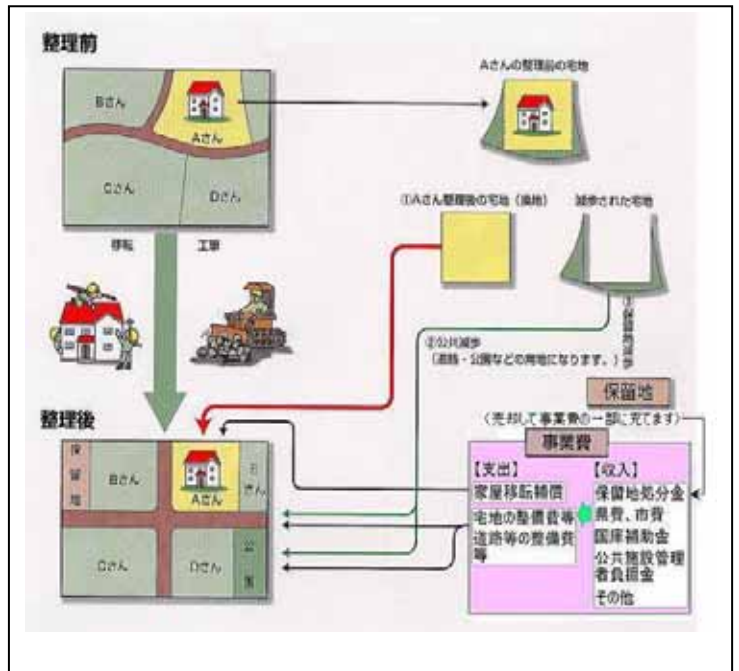 整理前
Aさんの整理前の宅地
Bさん
Aさん
Cさん
Dさん
①Aさん整理後の宅地(換地)
減歩された宅地
移転
工事
②公共減歩
(道路・公園などの用地になります。)
③保留地減歩
保留地
(売却して事業費の一部に充てます)
整理後
保留地
Bさん
Aさん
Eさん
Cさん
Dさん
公園
事業費
【支出】
家屋移転補償
宅地の整備費等
道路等の整備費等
【収入】
保留地処分金
県費、市費
国庫補助金
公共施設管理
者負担金
その他